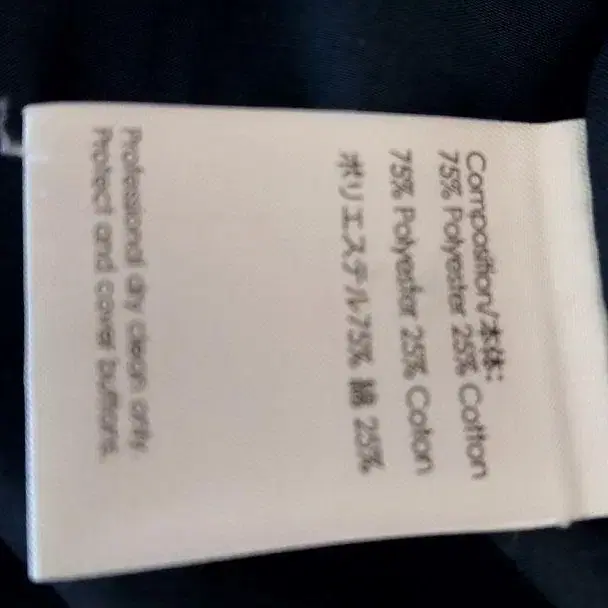 Composition/本体:
75% Polyester 25% Cotton
75% Polyester 25% Cotton
ポリエステル75% 綿 25%
Professional dry clean only
Protect and cover buttons.